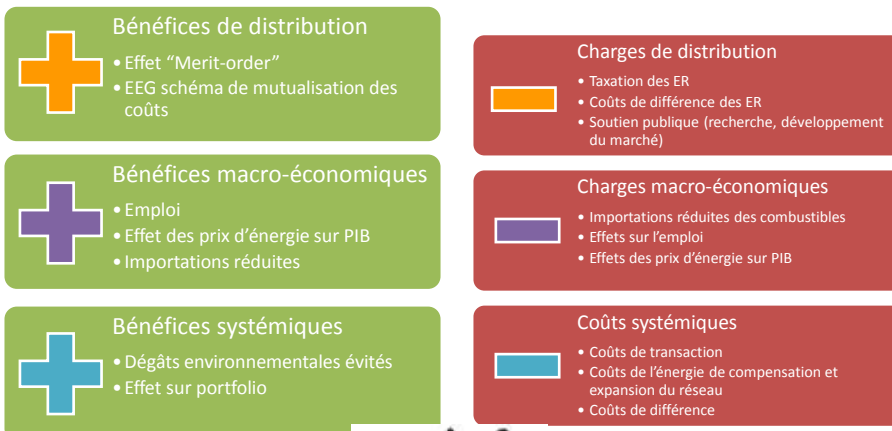 Bénéfices de distribution
• Effet “Merit-order”
• EEG schéma de mutualisation des
coûts
Charges de distribution
• Taxation des ER
• Coûts de différence des ER
• Soutien publique (recherche, développement
du marché)
Bénéfices macro-économiques
• Emploi
• Effet des prix d’énergie sur PIB
• Importations réduites
Charges macro-économiques
• Importations réduites des combustibles
• Effets sur l’emploi
• Effets des prix d’énergie sur PIB
Bénéfices systémiques
• Dégâts environnementales évités
• Effet sur portfolio
Coûts systémiques
• Coûts de transaction
• Coûts de l’énergie de compensation et
expansion du réseau
• Coûts de différence